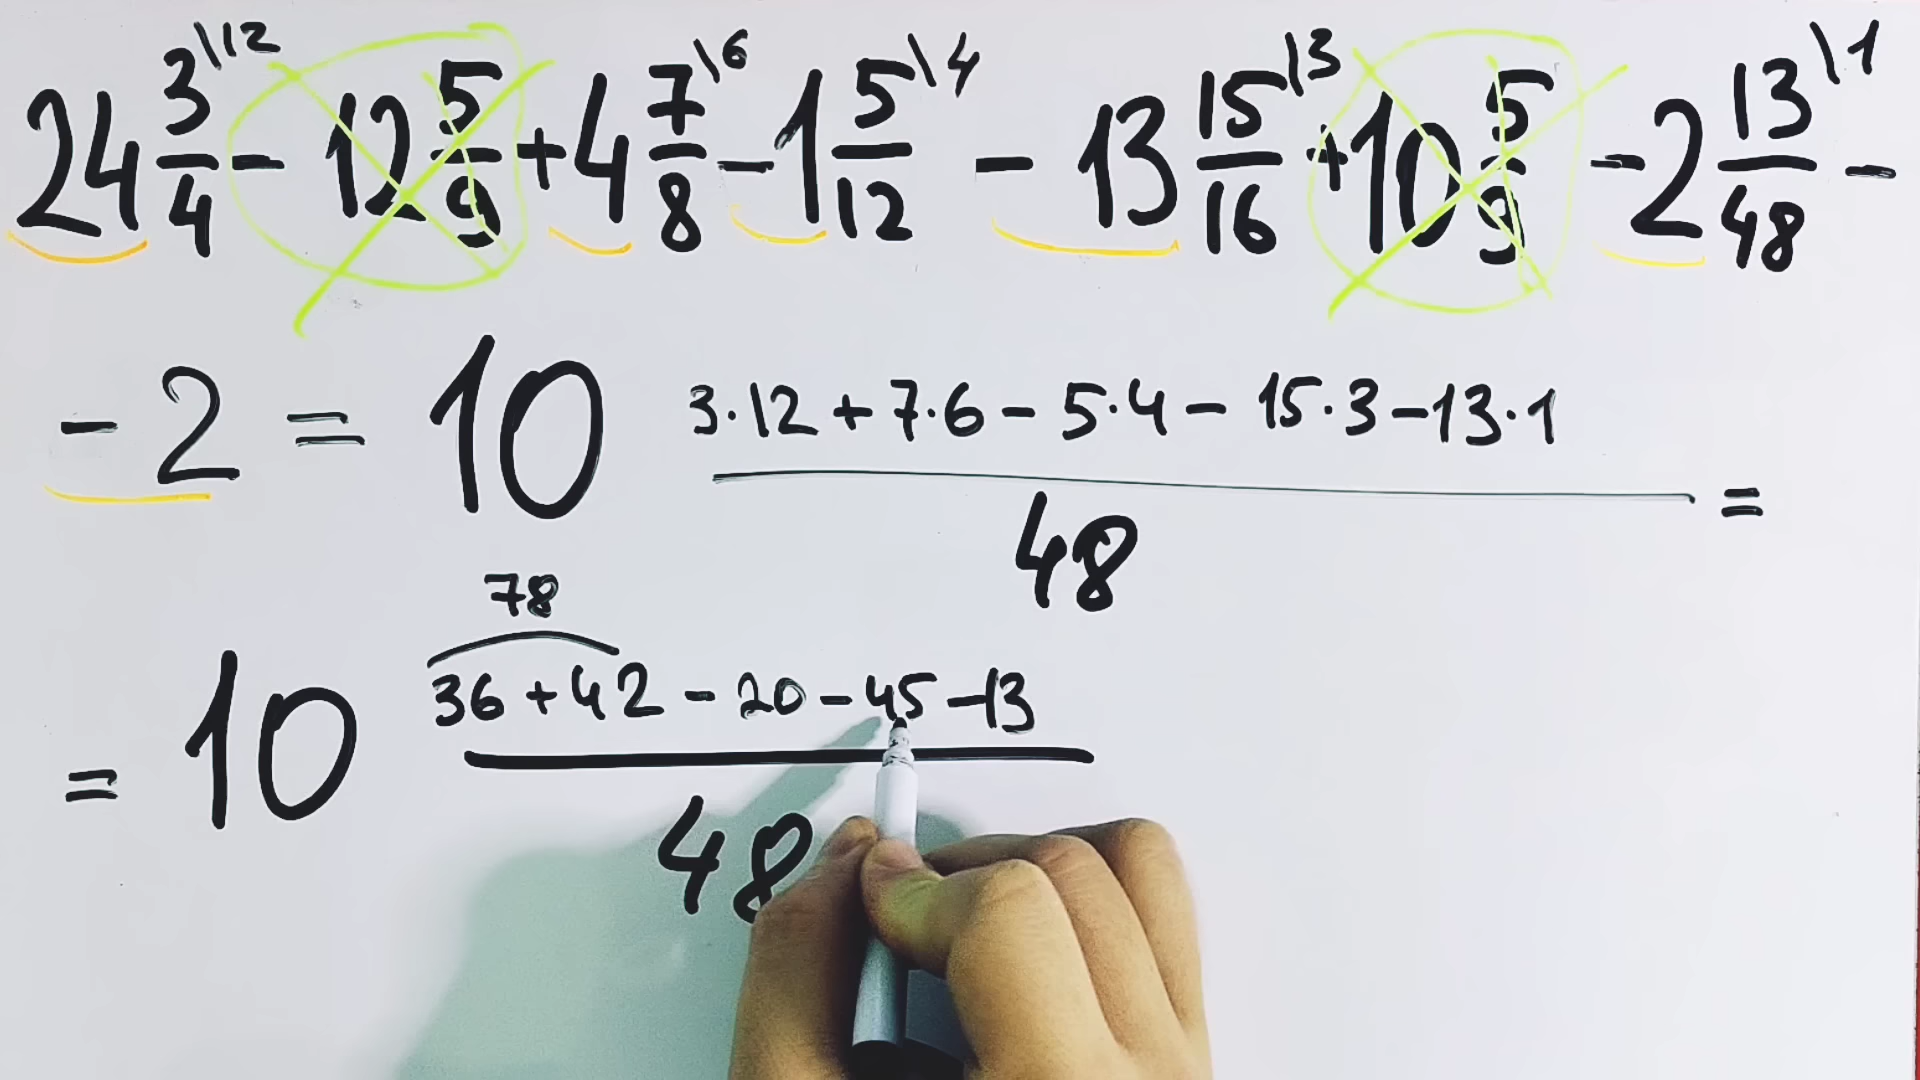 24 3/4 \12 - 12 5/9 + 4 7/8 \6 - 1 5/12 \4 - 13 15/16 \3 + 10 5/9 - 2 13/48 \1 -
- 2 = 10 (3·12 + 7·6 - 5·4 - 15·3 - 13·1)/48 =
78
= 10 (36 + 42 - 20 - 45 - 13)/48